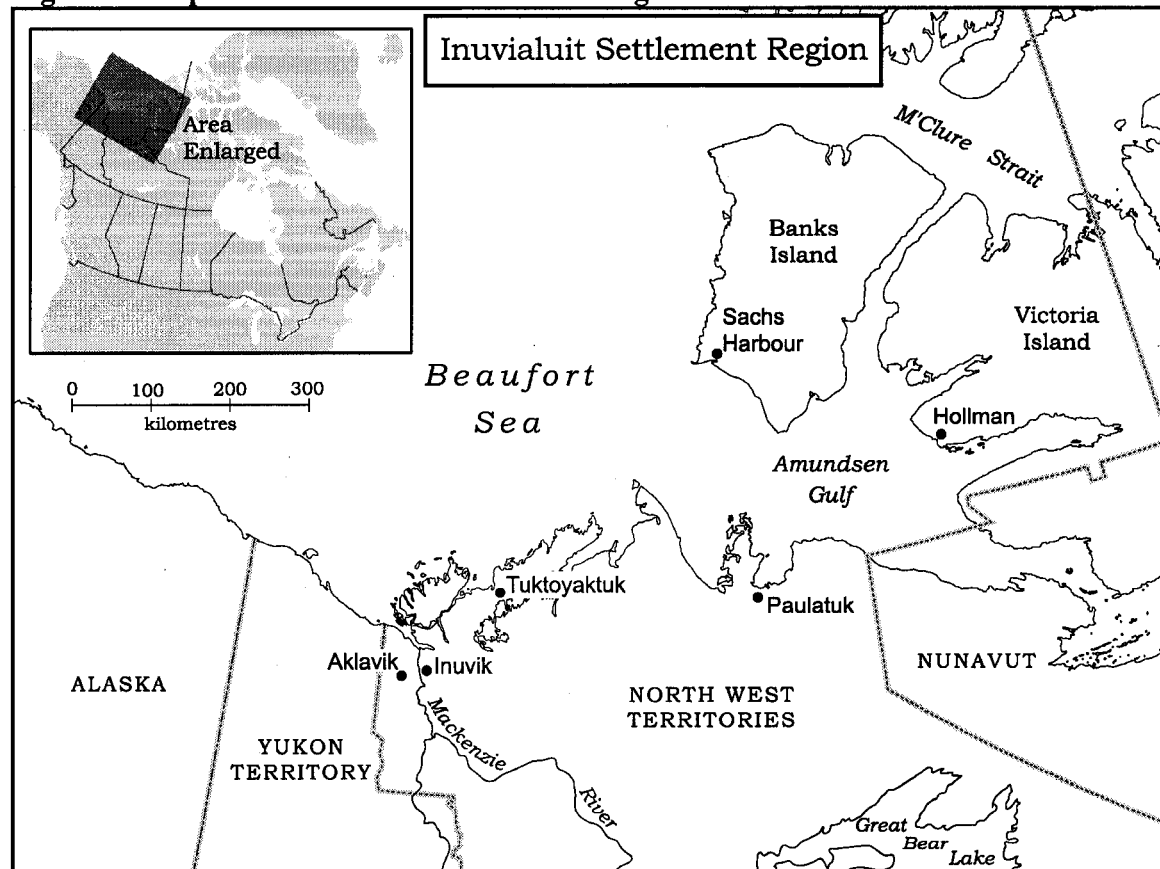 Inuvialuit Settlement Region
Area
Enlarged
M'Clure Strait
Banks
Island
Sachs
Harbour
Victoria
Island
Beaufort
Sea
0 100 200 300
kilometres
Hollman
Amundsen
Gulf
Tuktoyaktuk
Paulatuk
Aklavik
Inuvik
NUNAVUT
ALASKA
NORTH WEST
TERRITORIES
Mackenzie
River
YUKON
TERRITORY
Great
Bear
Lake